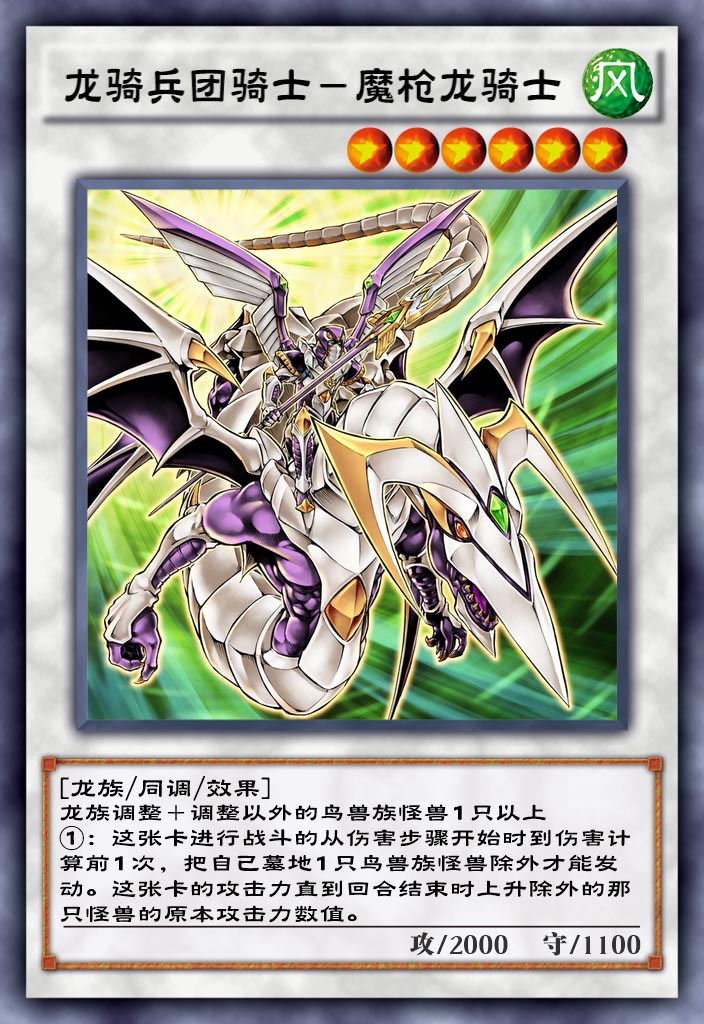 龙骑兵团骑士－魔枪龙骑士
风
[龙族/同调/效果]
龙族调整＋调整以外的鸟兽族怪兽1只以上
①：这张卡进行战斗的从伤害步骤开始时到伤害计
算前1次，把自己墓地1只鸟兽族怪兽除外才能发
动。这张卡的攻击力直到回合结束时上升除外的那
只怪兽的原本攻击力数值。
攻/2000 守/1100